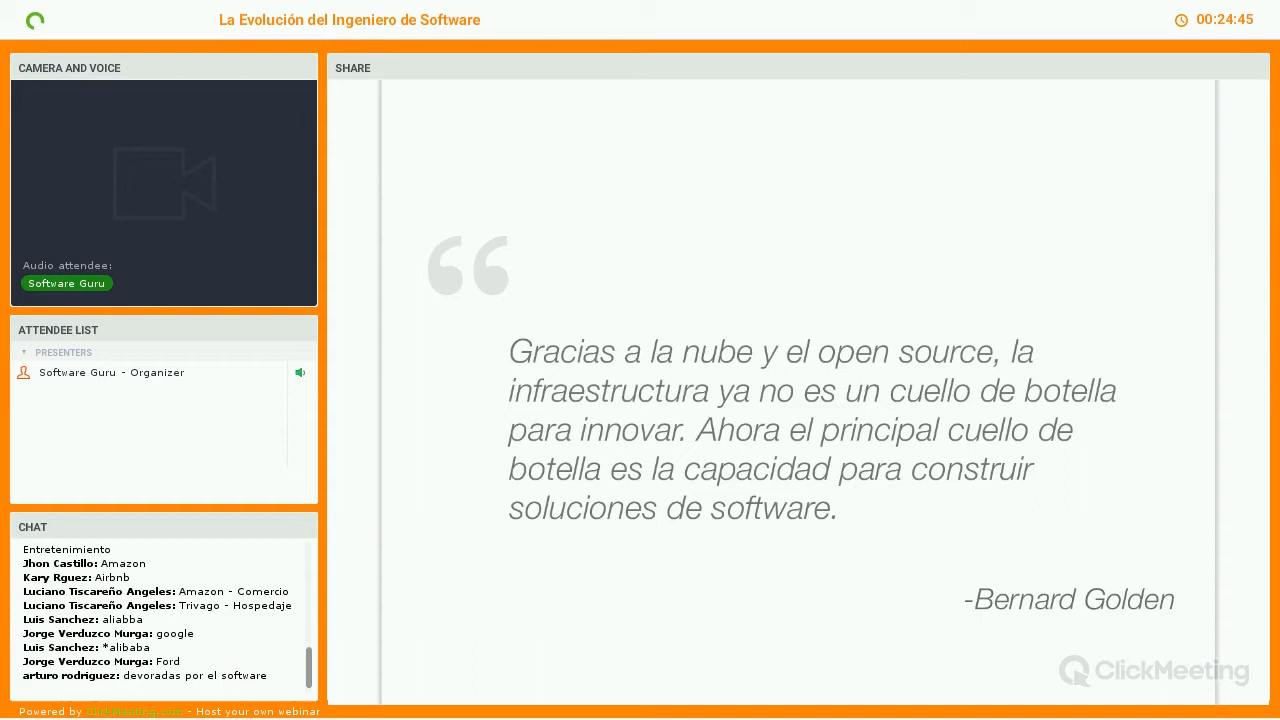 La Evolución del Ingeniero de Software
00:24:45
CAMERA AND VOICE
Audio attendee:
Software Guru
ATTENDEE LIST
PRESENTERS
Software Guru - Organizer
CHAT
Entretenimiento
Jhon Castillo: Amazon
Kary Rguez: Airbnb
Luciano Tiscareño Angeles: Amazon - Comercio
Luciano Tiscareño Angeles: Trivago - Hospedaje
Luis Sanchez: aliabba
Jorge Verduzco Murga: google
Luis Sanchez: *alibaba
Jorge Verduzco Murga: Ford
arturo rodriguez: devoradas por el software
Powered by ClickMeeting.com - Host your own webinar
SHARE
“
Gracias a la nube y el open source, la
infraestructura ya no es un cuello de botella
para innovar. Ahora el principal cuello de
botella es la capacidad para construir
soluciones de software.
-Bernard Golden
ClickMeeting